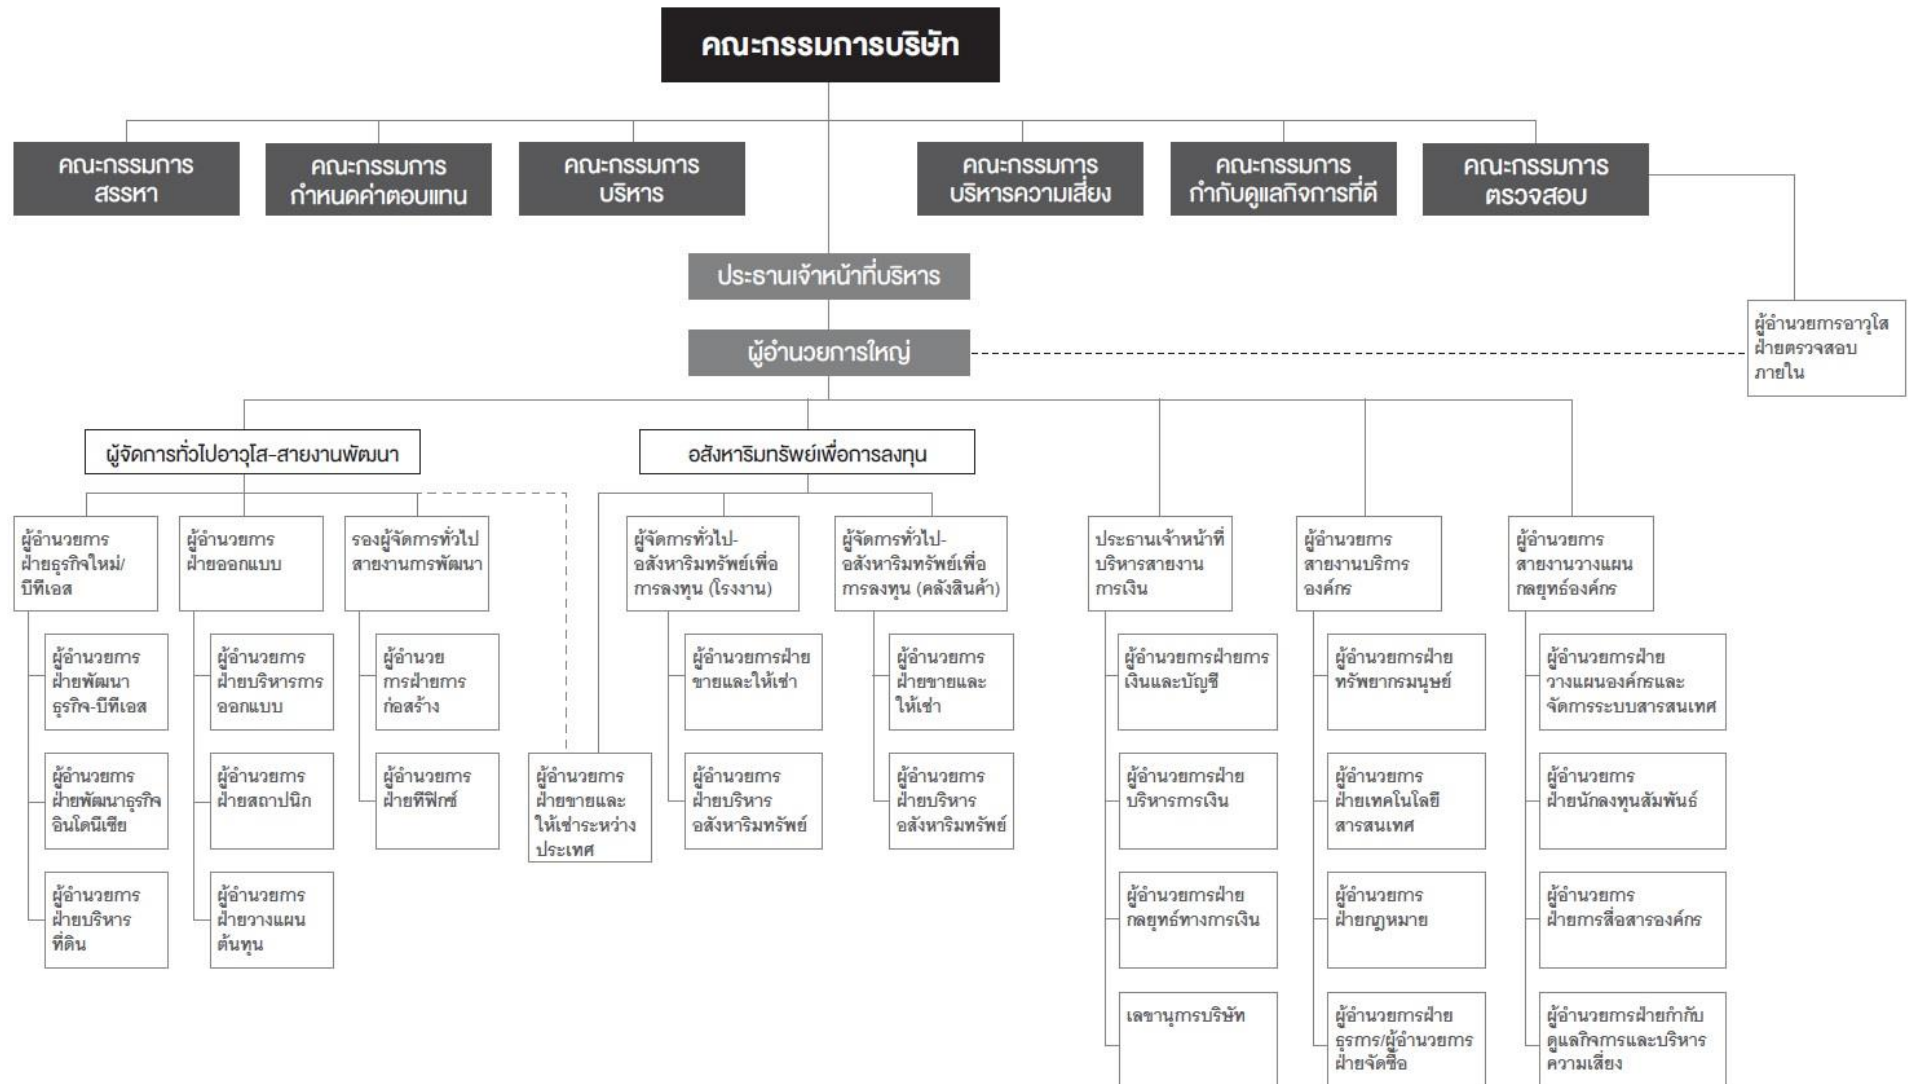 คณะกรรมการบริษัท
คณะกรรมการ
สรรหา
คณะกรรมการ
กำหนดค่าตอบแทน
คณะกรรมการ
บริหาร
คณะกรรมการ
บริหารความเสี่ยง
คณะกรรมการ
กำกับดูแลกิจการที่ดี
คณะกรรมการ
ตรวจสอบ
ประธานเจ้าหน้าที่บริหาร
ผู้อำนวยการใหญ่
ผู้อำนวยการอาวุโส
ฝ่ายตรวจสอบ
ภายใน
ผู้จัดการทั่วไปอาวุโส-สายงานพัฒนา
อสังหาริมทรัพย์เพื่อการลงทุน
ผู้อำนวยการ
ฝ่ายธุรกิจใหม่/
บีทีเอส
ผู้อำนวยการ
ฝ่ายออกแบบ
รองผู้จัดการทั่วไป
สายงานการพัฒนา
ผู้จัดการทั่วไป-
อสังหาริมทรัพย์เพื่อ
การลงทุน (โรงงาน)
ผู้จัดการทั่วไป-
อสังหาริมทรัพย์เพื่อ
การลงทุน (คลังสินค้า)
ประธานเจ้าหน้าที่
บริหารสายงาน
การเงิน
ผู้อำนวยการ
สายงานบริการ
องค์กร
ผู้อำนวยการ
สายงานวางแผน
กลยุทธ์องค์กร
ผู้อำนวยการ
ฝ่ายพัฒนา
ธุรกิจ-บีทีเอส
ผู้อำนวยการ
ฝ่ายบริหารการ
ออกแบบ
ผู้อำนวย
การฝ่ายการ
ก่อสร้าง
ผู้อำนวยการฝ่าย
ขายและให้เช่า
ผู้อำนวยการ
ฝ่ายขายและ
ให้เช่า
ผู้อำนวยการฝ่ายการ
เงินและบัญชี
ผู้อำนวยการฝ่าย
ทรัพยากรมนุษย์
ผู้อำนวยการฝ่าย
วางแผนองค์กรและ
จัดการระบบสารสนเทศ
ผู้อำนวยการ
ฝ่ายพัฒนาธุรกิจ
อินโดนีเซีย
ผู้อำนวยการ
ฝ่ายสถาปนิก
ผู้อำนวยการ
ฝ่ายทีฟิกซ์
ผู้อำนวยการ
ฝ่ายขายและ
ให้เช่าระหว่าง
ประเทศ
ผู้อำนวยการ
ฝ่ายบริหาร
อสังหาริมทรัพย์
ผู้อำนวยการ
ฝ่ายบริหาร
อสังหาริมทรัพย์
ผู้อำนวยการฝ่าย
บริหารการเงิน
ผู้อำนวยการ
ฝ่ายเทคโนโลยี
สารสนเทศ
ผู้อำนวยการ
ฝ่ายนักลงทุนสัมพันธ์
ผู้อำนวยการ
ฝ่ายบริหาร
ที่ดิน
ผู้อำนวยการ
ฝ่ายวางแผน
ต้นทุน
ผู้อำนวยการฝ่าย
กลยุทธ์ทางการเงิน
ผู้อำนวยการ
ฝ่ายกฎหมาย
ผู้อำนวยการ
ฝ่ายการสื่อสารองค์กร
เลขานุการบริษัท
ผู้อำนวยการฝ่าย
ธุรการ/ผู้อำนวยการ
ฝ่ายจัดซื้อ
ผู้อำนวยการฝ่ายกำกับ
ดูแลกิจการและบริหาร
ความเสี่ยง